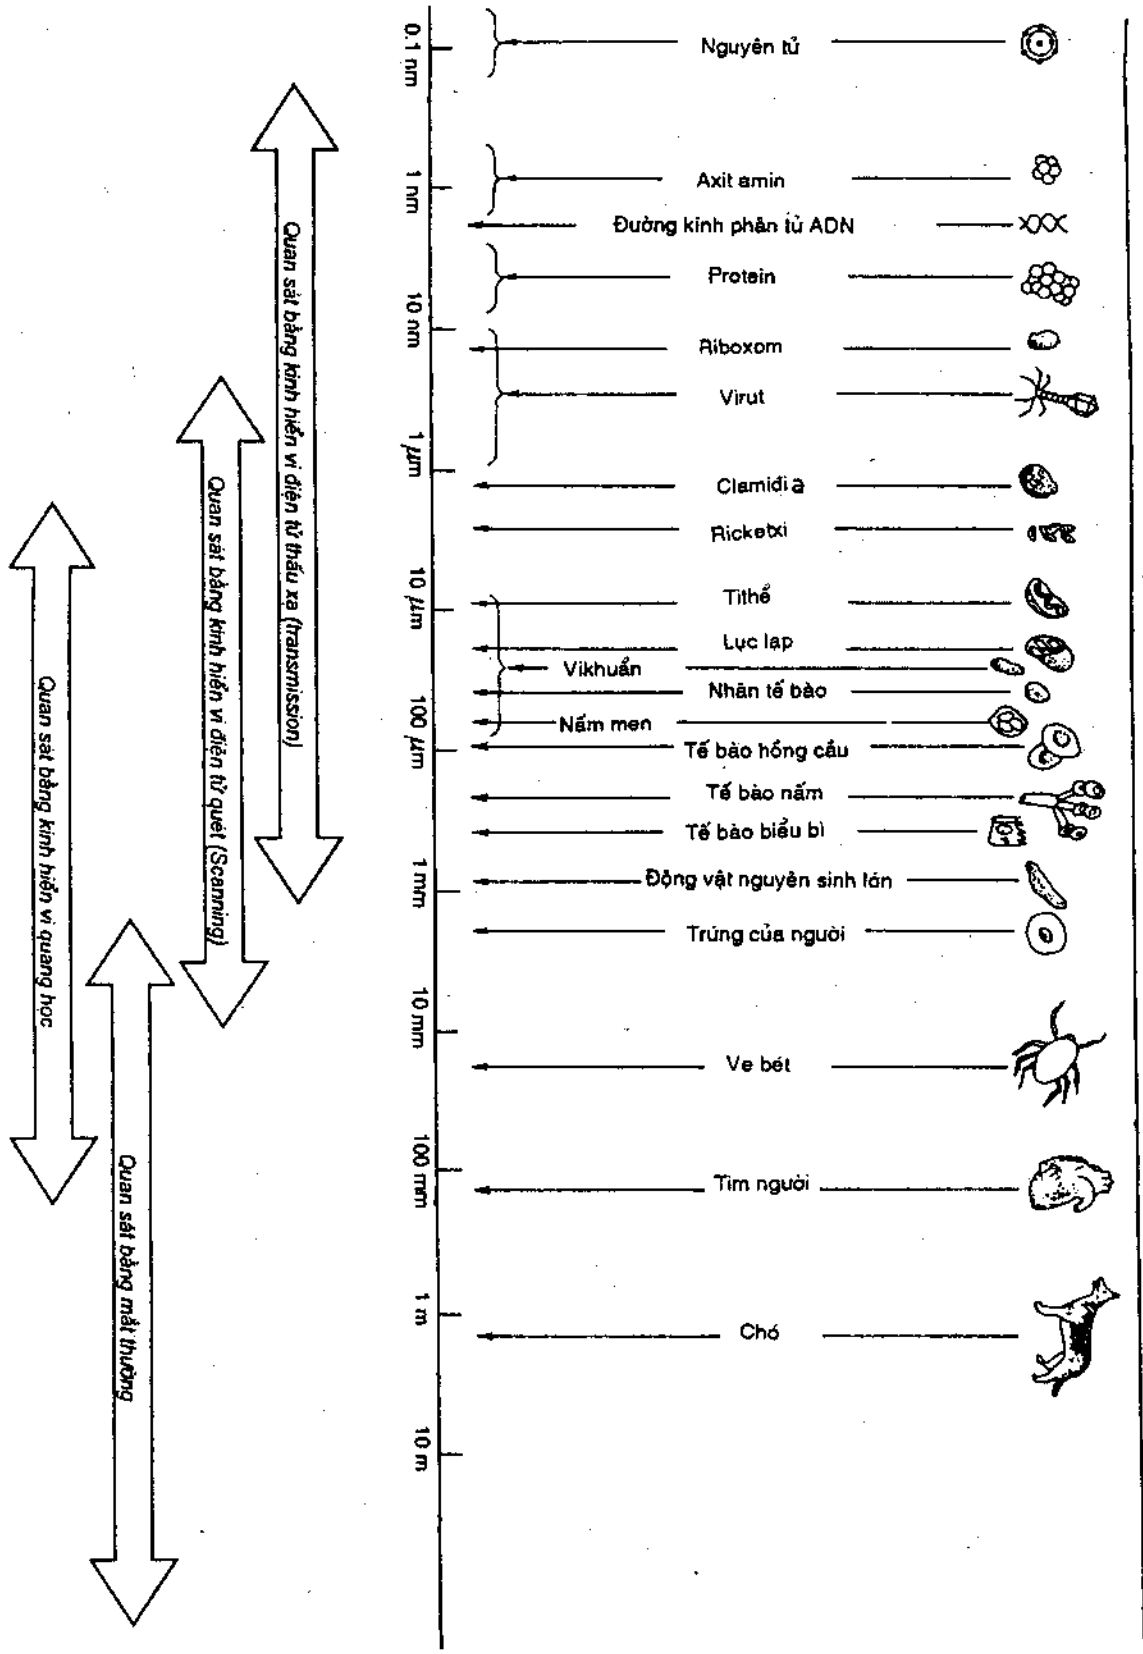 0.1 nm
1 nm
10 nm
1 µm
10 µm
100 µm
1 mm
10 mm
100 mm
1 m
10 m
Nguyên tử
Axit amin
Đường kính phân tử ADN
Protein
Riboxom
Virut
Clamidia
Ricketxi
Tithể
Lục lạp
Vikhuẩn
Nhân tế bào
Nấm men
Tế bào hồng cầu
Tế bào nấm
Tế bào biểu bì
Động vật nguyên sinh lớn
Trứng của người
Ve bét
Tim người
Chó
Quan sát bằng kinh hiển vi điện tử thấu xa (transmission)
Quan sát bằng kinh hiển vi điện tử quét (Scanning)
Quan sát bằng kinh hiển vi quang học
Quan sát bằng mắt thường